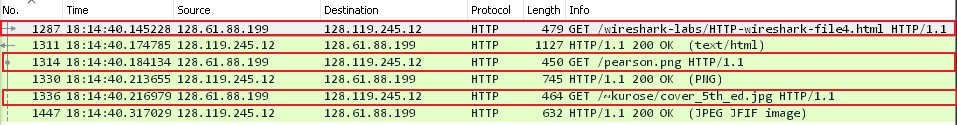 No. Time Source Destination Protocol Length Info
1287 18:14:40.145228 128.61.88.199 128.119.245.12 HTTP 479 GET /wireshark-labs/HTTP-wireshark-file4.html HTTP/1.1
1311 18:14:40.174785 128.119.245.12 128.61.88.199 HTTP 1127 HTTP/1.1 200 OK (text/html)
1314 18:14:40.184134 128.61.88.199 128.119.245.12 HTTP 450 GET /pearson.png HTTP/1.1
1330 18:14:40.213655 128.119.245.12 128.61.88.199 HTTP 745 HTTP/1.1 200 OK (PNG)
1336 18:14:40.216979 128.61.88.199 128.119.245.12 HTTP 464 GET /~kurose/cover_5th_ed.jpg HTTP/1.1
1447 18:14:40.317029 128.119.245.12 128.61.88.199 HTTP 632 HTTP/1.1 200 OK (JPEG JFIF image)